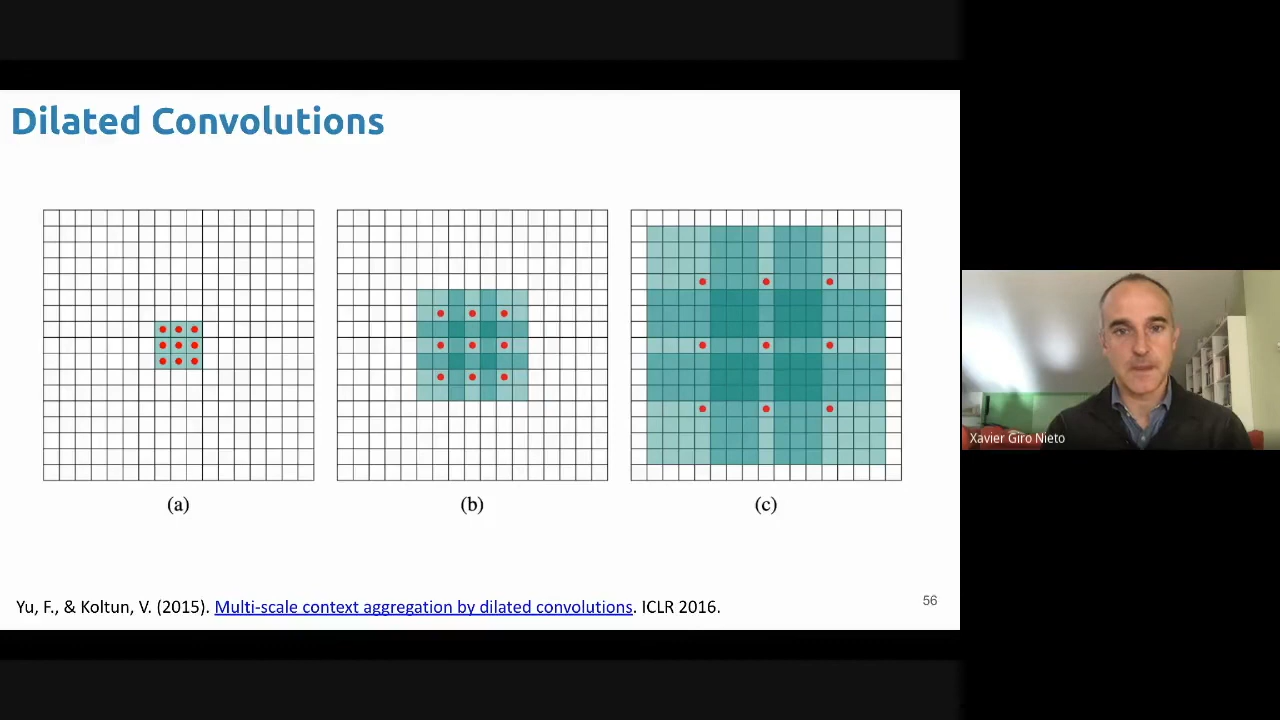 Dilated Convolutions
(a) (b) (c)
Yu, F., & Koltun, V. (2015). Multi-scale context aggregation by dilated convolutions. ICLR 2016.
56
Xavier Giro Nieto